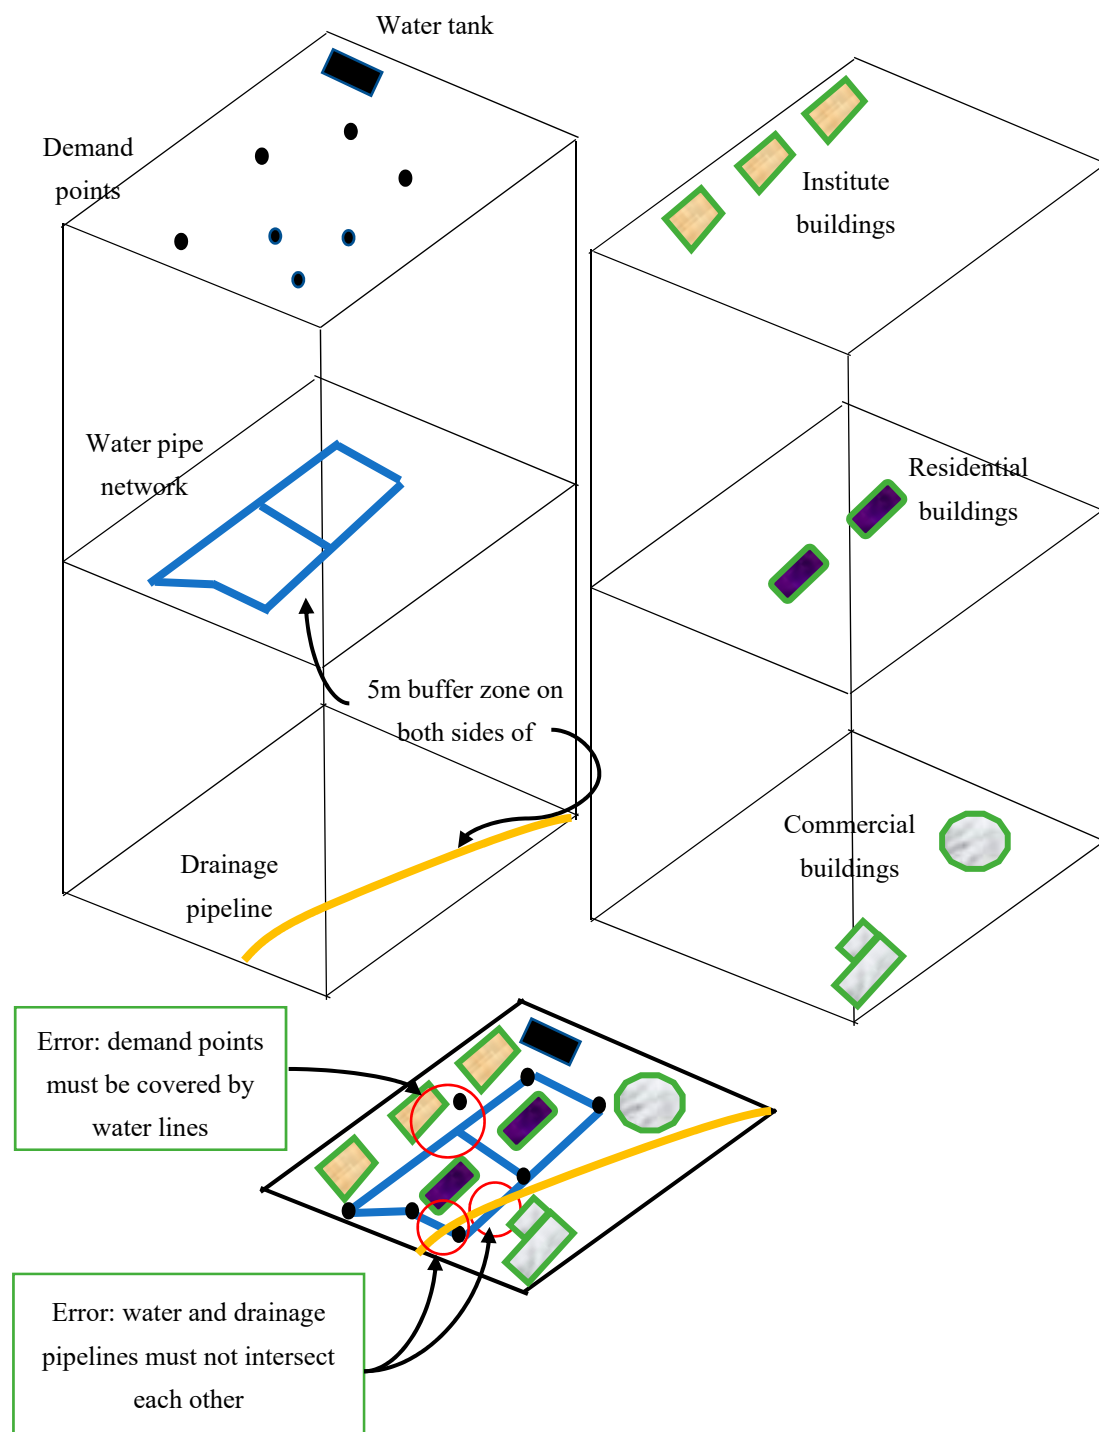 Water tank
Demand
points
Institute
buildings
Water pipe
network
Residential
buildings
5m buffer zone on
both sides of
Drainage
pipeline
Commercial
buildings
Error: demand points
must be covered by
water lines
Error: water and drainage
pipelines must not intersect
each other